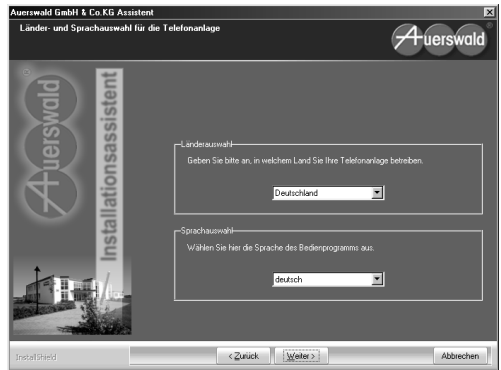 Auerswald GmbH & Co.KG Assistent
Länder- und Sprachauswahl für die Telefonanlage
Auerswald
Auerswald
Installationsassistent
Länderauswahl
Geben Sie bitte an, in welchem Land Sie Ihre Telefonanlage betreiben.
Deutschland
Sprachauswahl
Wählen Sie hier die Sprache des Bedienprogramms aus.
deutsch
InstallShield
< Zurück
Weiter >
Abbrechen